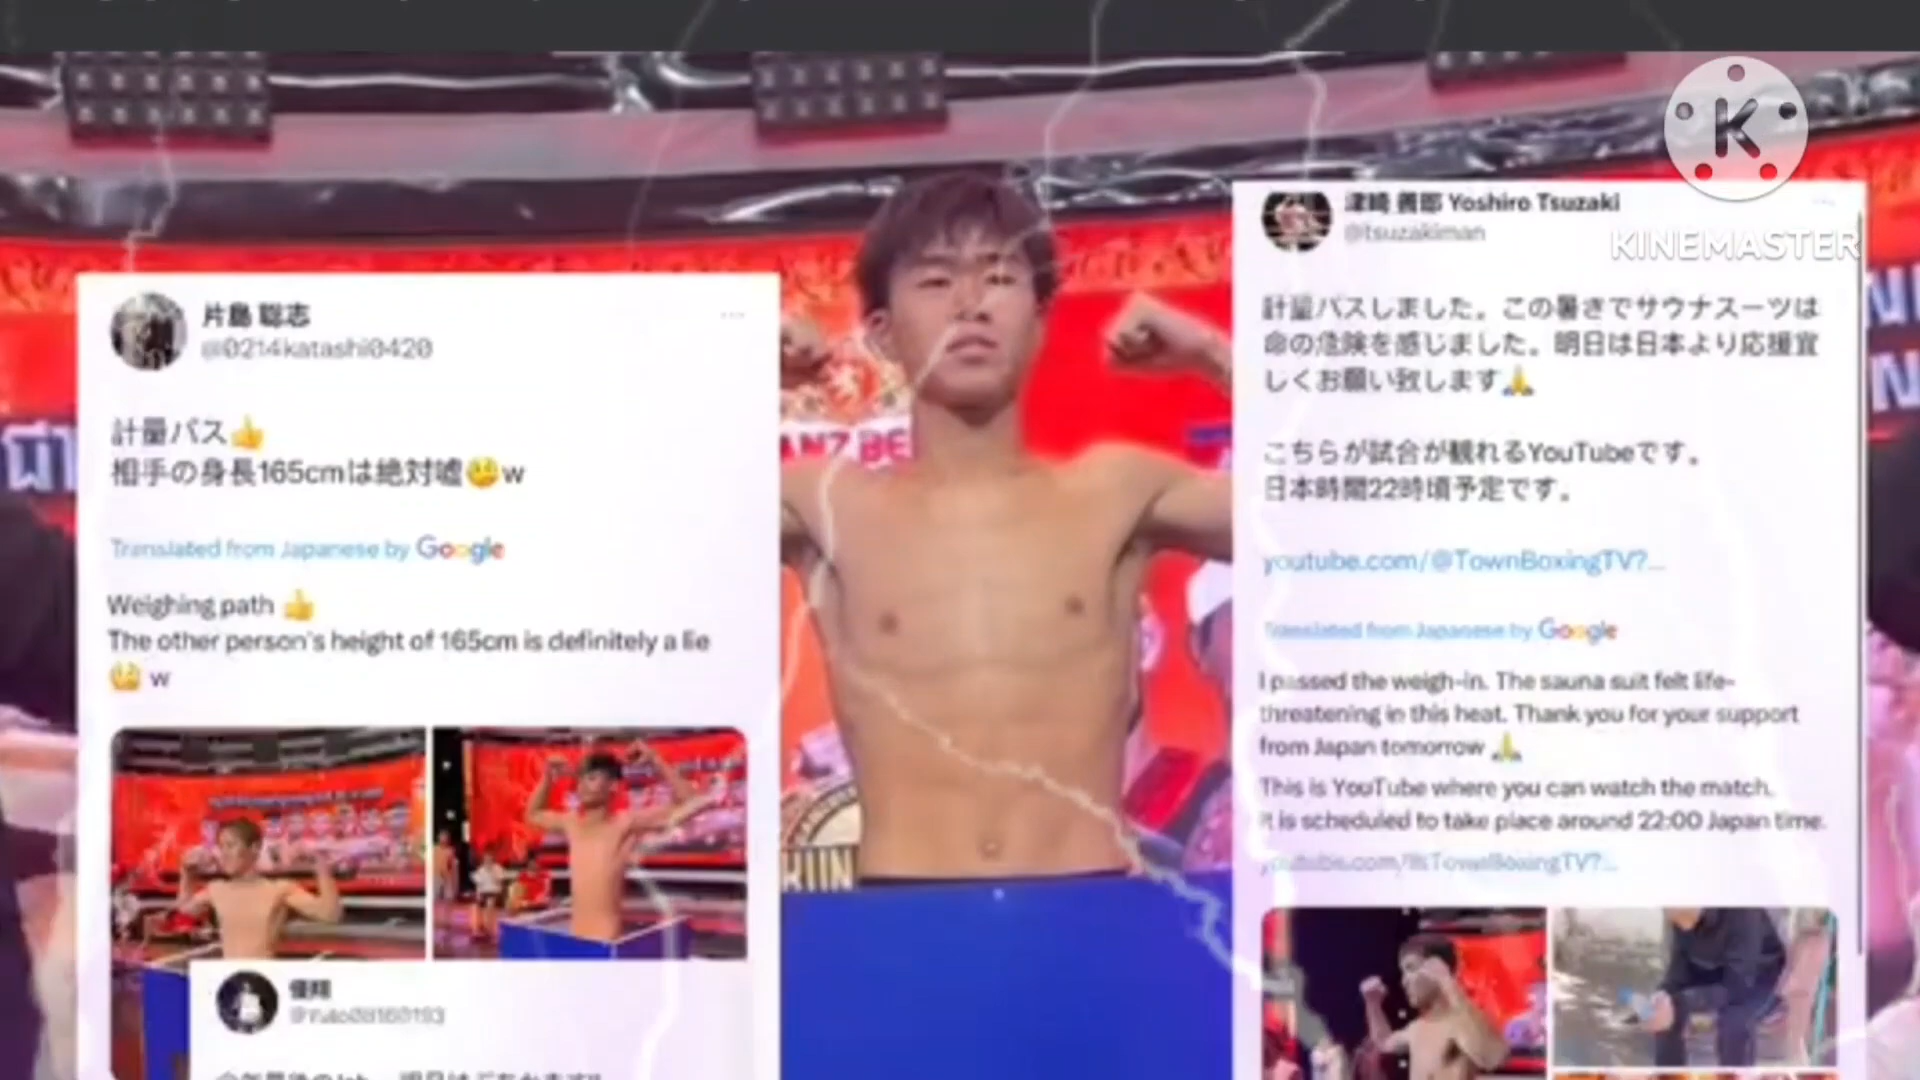 片島 聡志
@0214katashi0420
計量パス👍
相手の身長165cmは絶対嘘🤨w
Translated from Japanese by Google
Weighing path 👍
The other person's height of 165cm is definitely a lie
🤨 w
優翔
ANZ BE
KUN
KINEMASTER
津崎 善郎 Yoshiro Tsuzaki
@tsuzakiman
計量パスしました。この暑さでサウナスーツは
命の危険を感じました。明日は日本より応援宜
しくお願い致します🙏
こちらが試合が観れるYouTubeです。
日本時間22時頃予定です。
youtube.com/@TownBoxingTV?...
Translated from Japanese by Google
I passed the weigh-in. The sauna suit felt life-
threatening in this heat. Thank you for your support
from Japan tomorrow 🙏
This is YouTube where you can watch the match.
It is scheduled to take place around 22:00 Japan time.